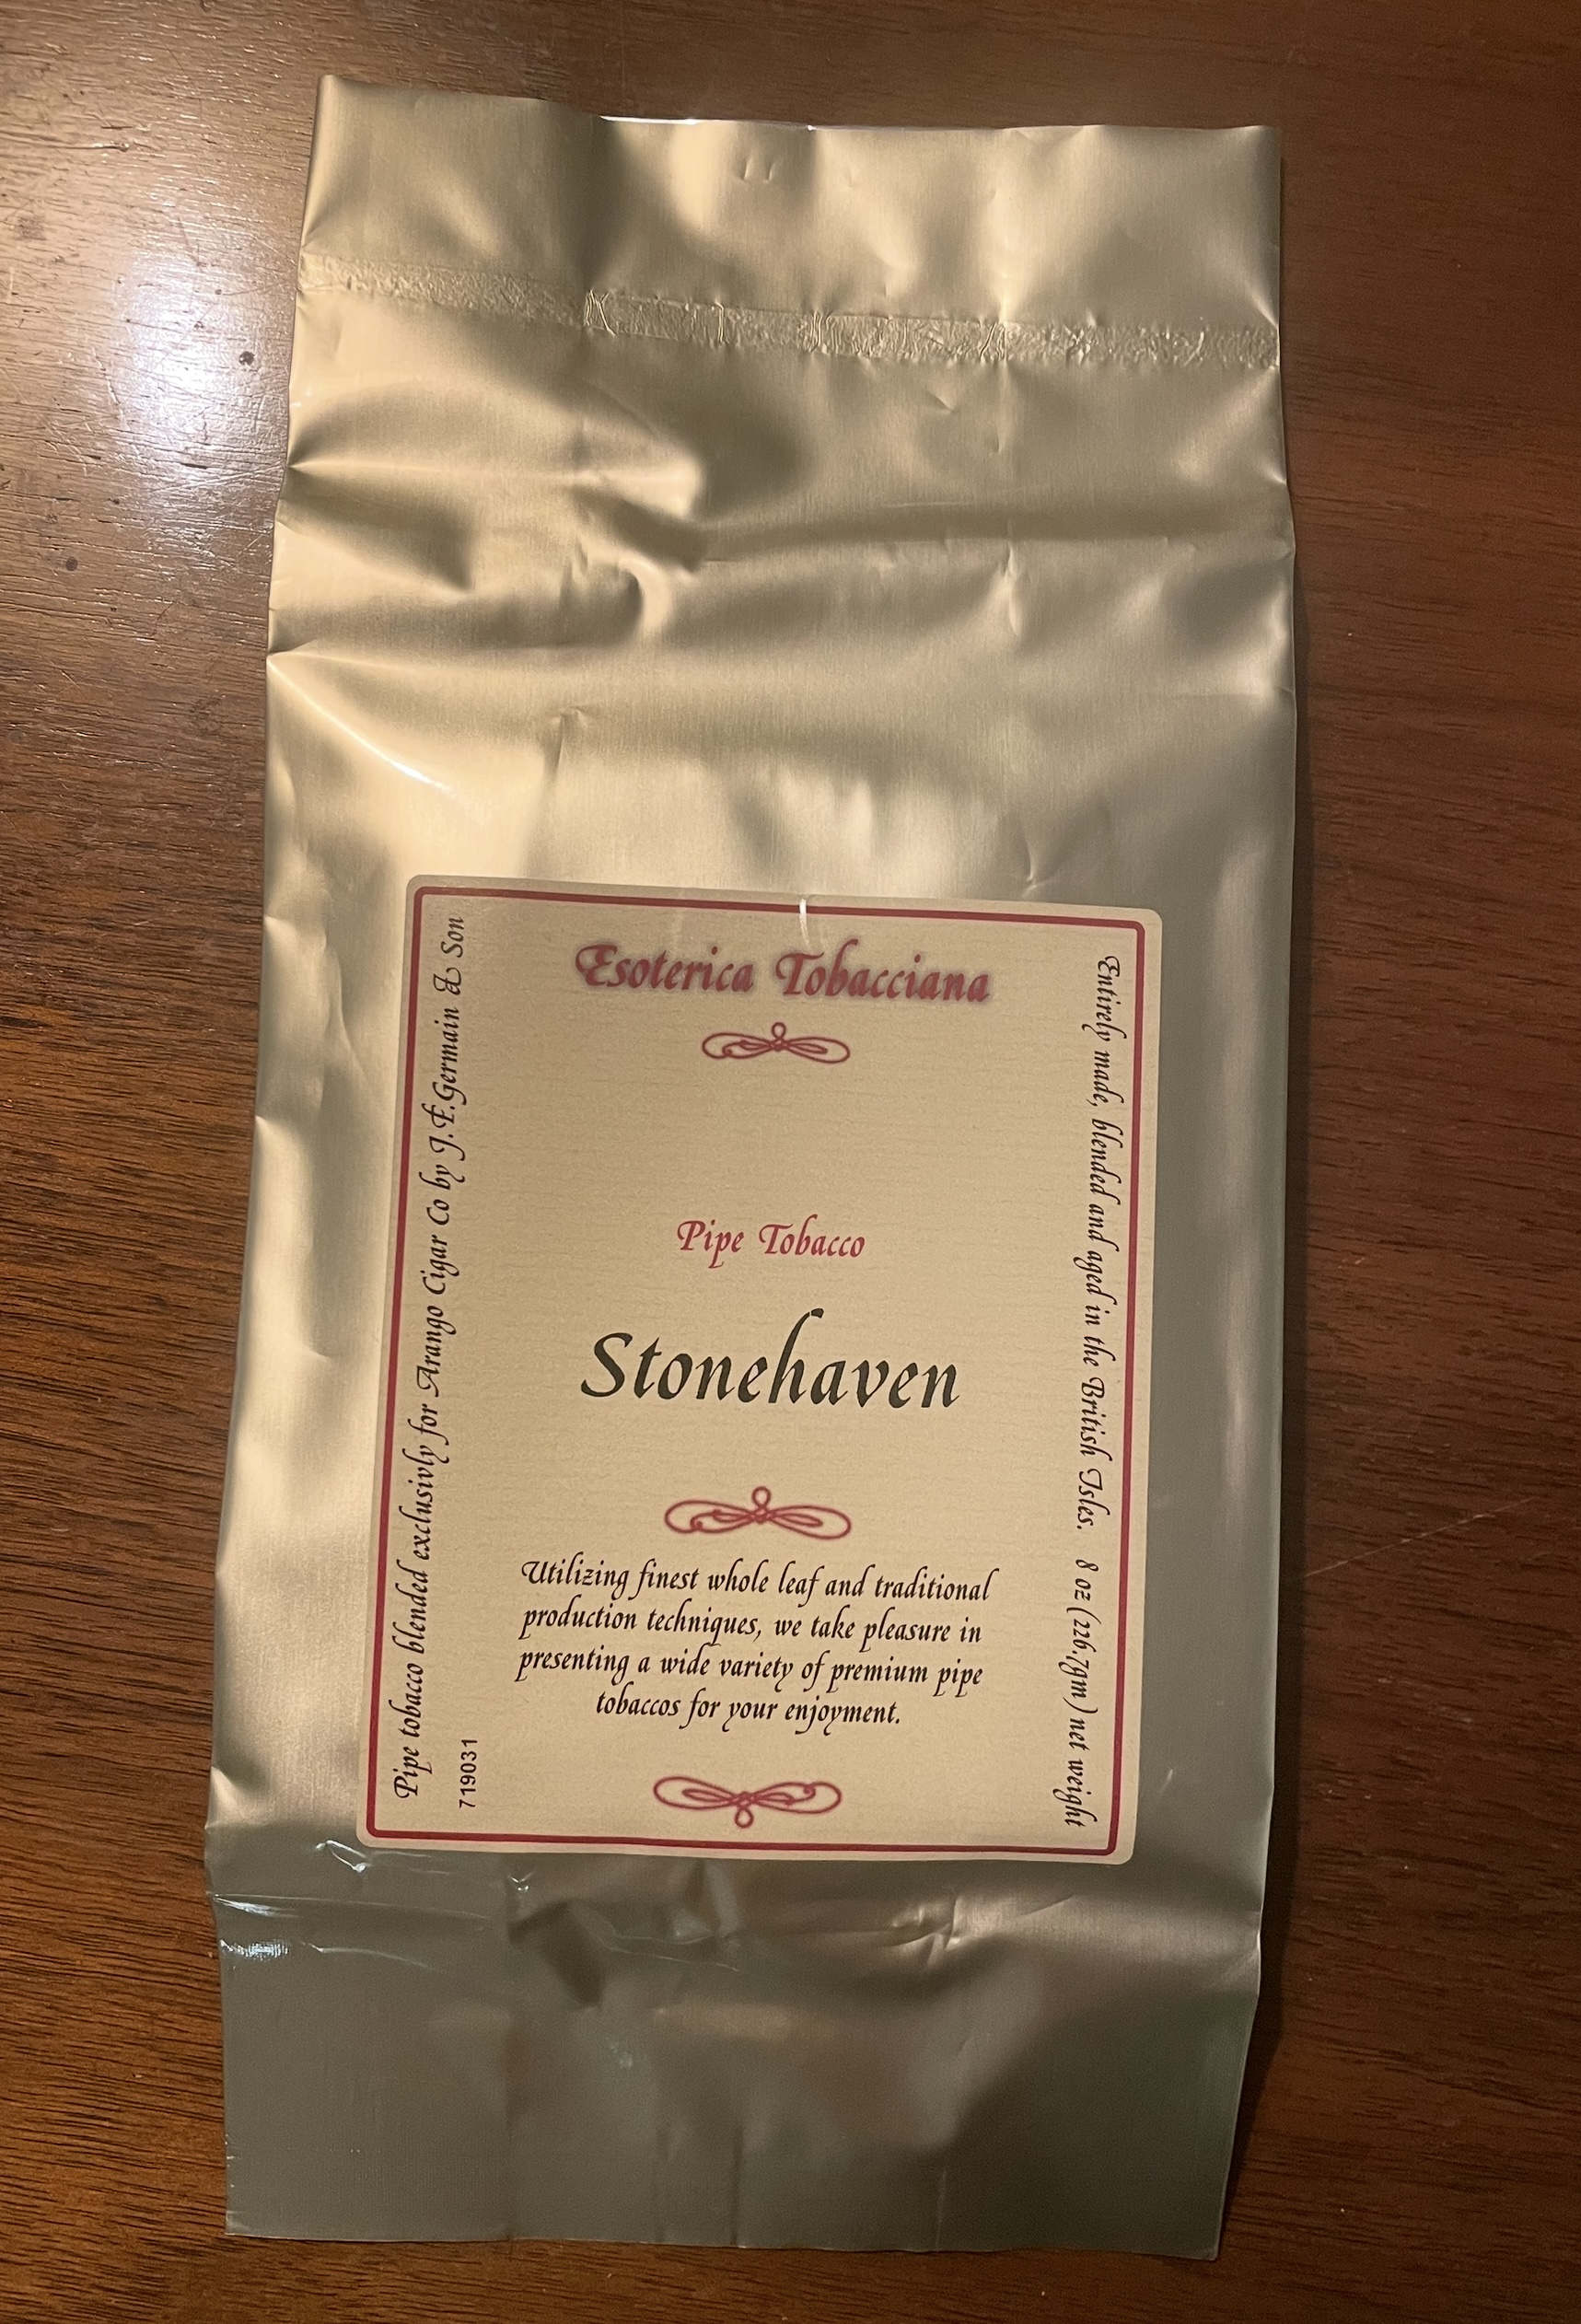 Esoterica Tobacciana
Pipe Tobacco
Stonehaven
Utilizing finest whole leaf and traditional
production techniques, we take pleasure in
presenting a wide variety of premium pipe
tobaccos for your enjoyment.
Pipe tobacco blended exclusivly for Arango Cigar Co by J.E.Germain & Son
719031
Entirely made, blended and aged in the British Isles. 8 oz (226.7gm) net weight